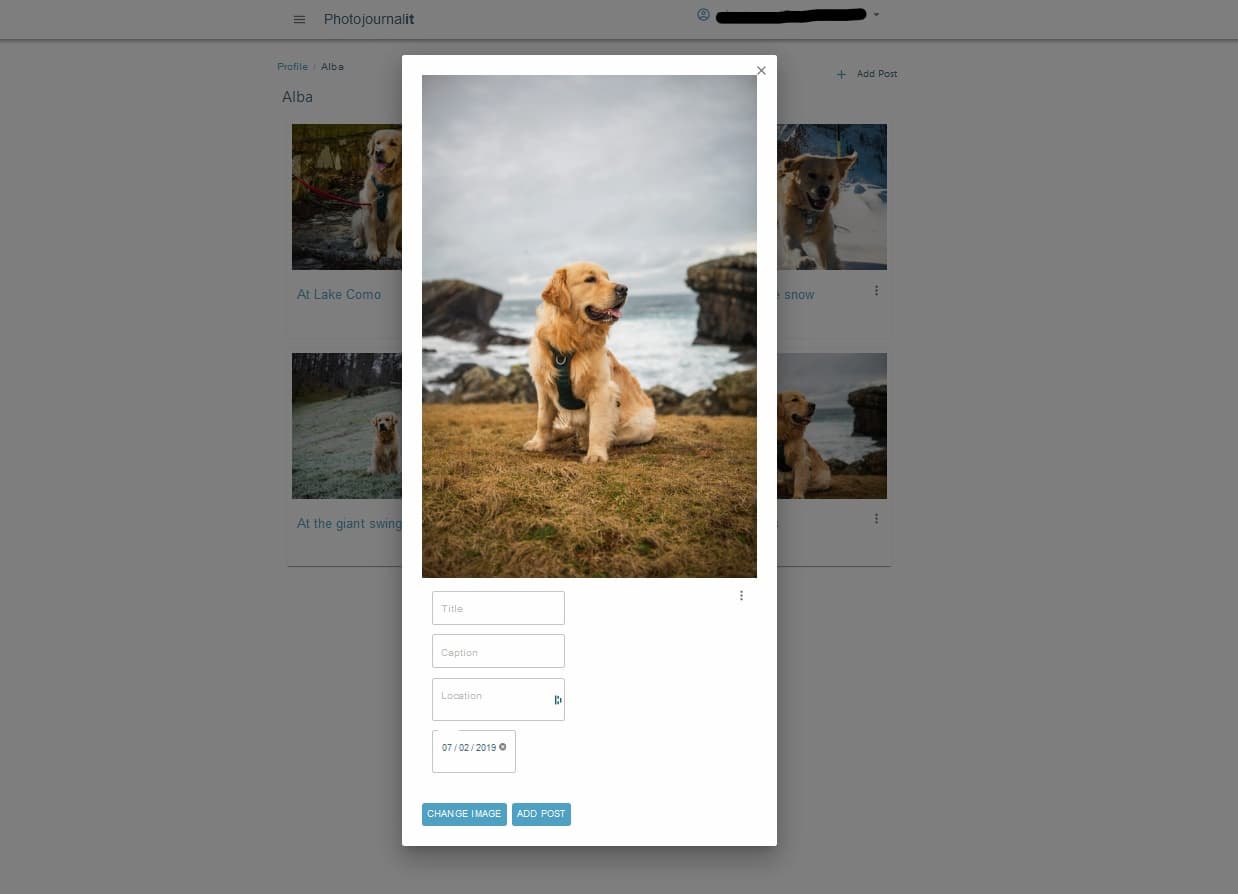 Photojournalit
Profile / Alba
Add Post
Alba
At Lake Como
snow
At the giant swing
Title
Caption
Location
07 / 02 / 2019
CHANGE IMAGE
ADD POST